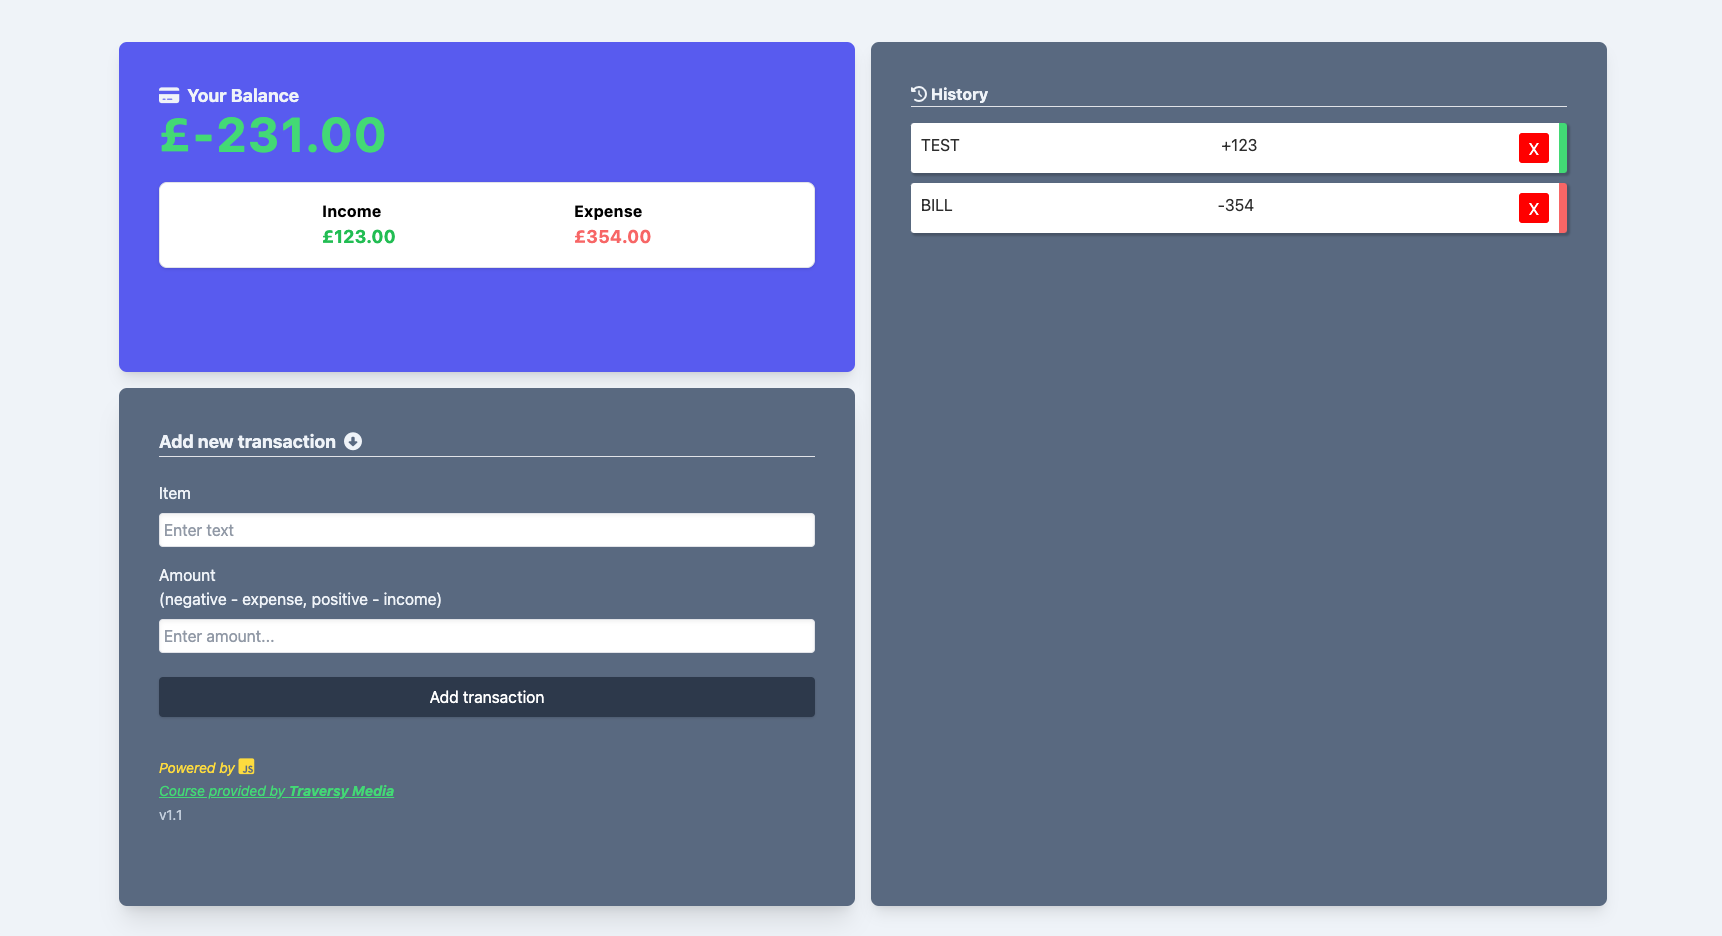 Your Balance
£-231.00
Income
£123.00
Expense
£354.00
Add new transaction
Item
Enter text
Amount
(negative - expense, positive - income)
Enter amount...
Add transaction
Powered by JS
Course provided by Traversy Media
v1.1
History
TEST +123 X
BILL -354 X